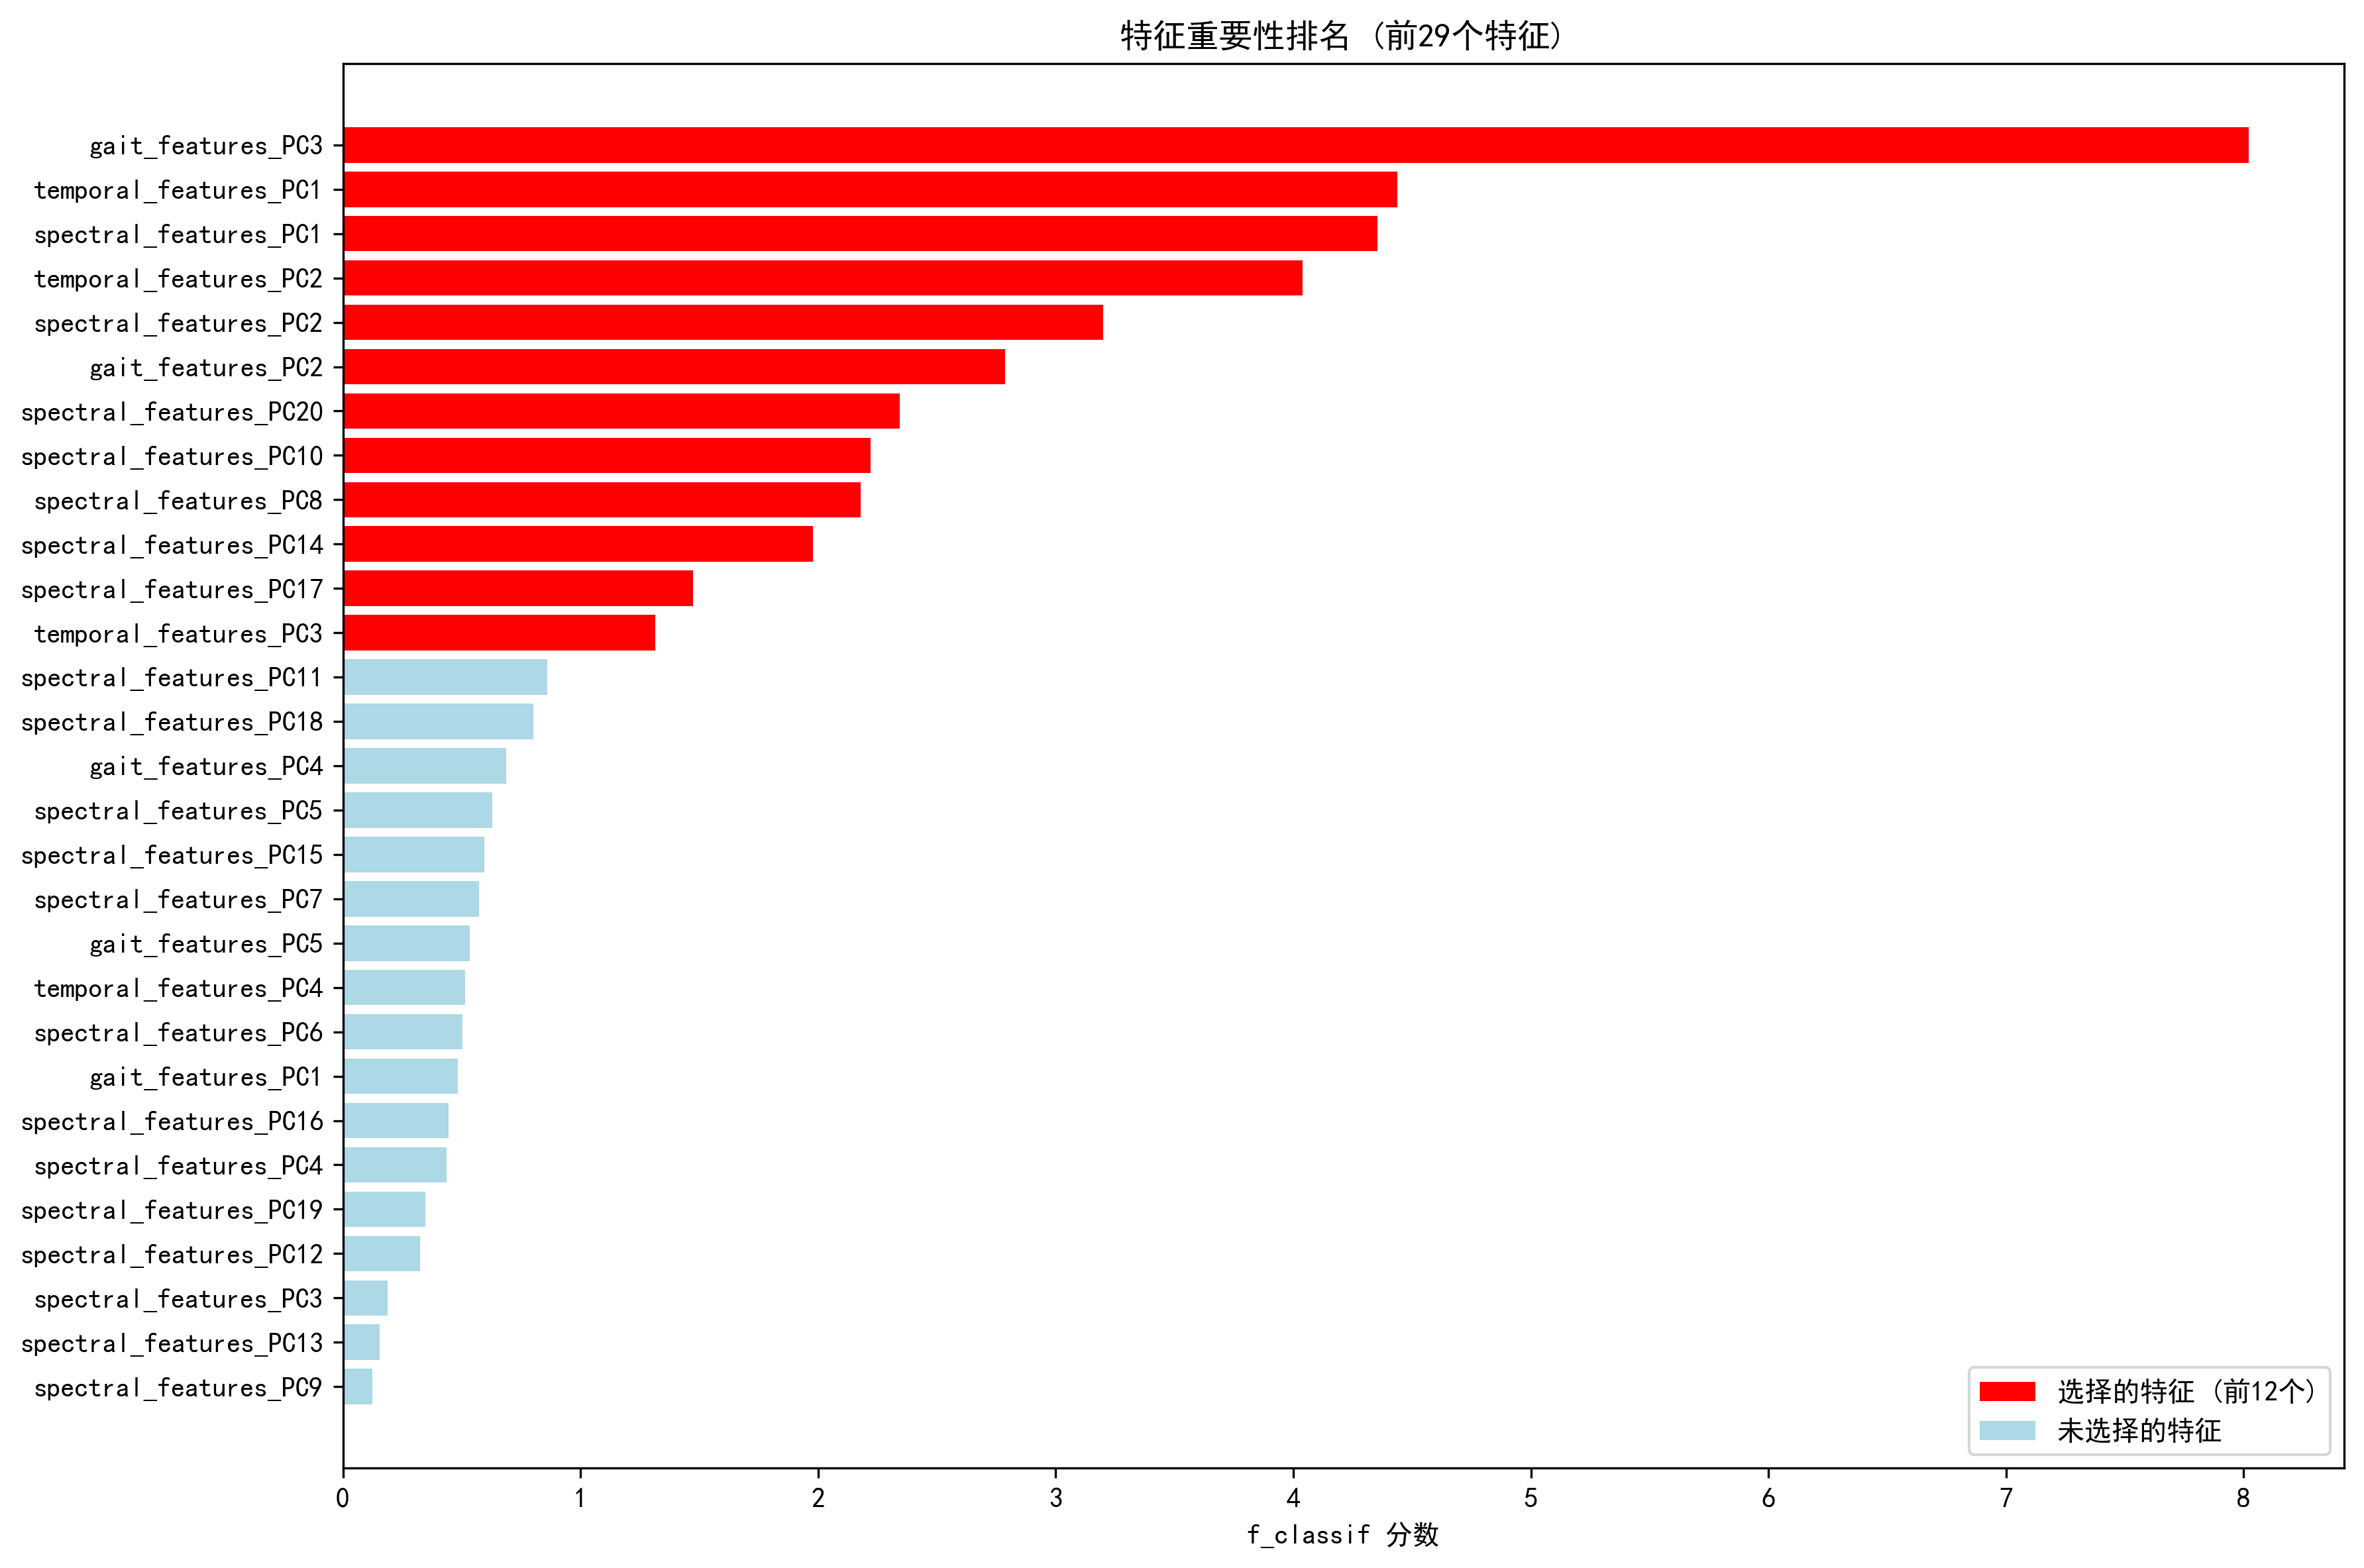 特征重要性排名 (前29个特征)
gait_features_PC3
temporal_features_PC1
spectral_features_PC1
temporal_features_PC2
spectral_features_PC2
gait_features_PC2
spectral_features_PC20
spectral_features_PC10
spectral_features_PC8
spectral_features_PC14
spectral_features_PC17
temporal_features_PC3
spectral_features_PC11
spectral_features_PC18
gait_features_PC4
spectral_features_PC5
spectral_features_PC15
spectral_features_PC7
gait_features_PC5
temporal_features_PC4
spectral_features_PC6
gait_features_PC1
spectral_features_PC16
spectral_features_PC4
spectral_features_PC19
spectral_features_PC12
spectral_features_PC3
spectral_features_PC13
spectral_features_PC9
选择的特征 (前12个)
未选择的特征
0 1 2 3 4 5 6 7 8
f_classif 分数